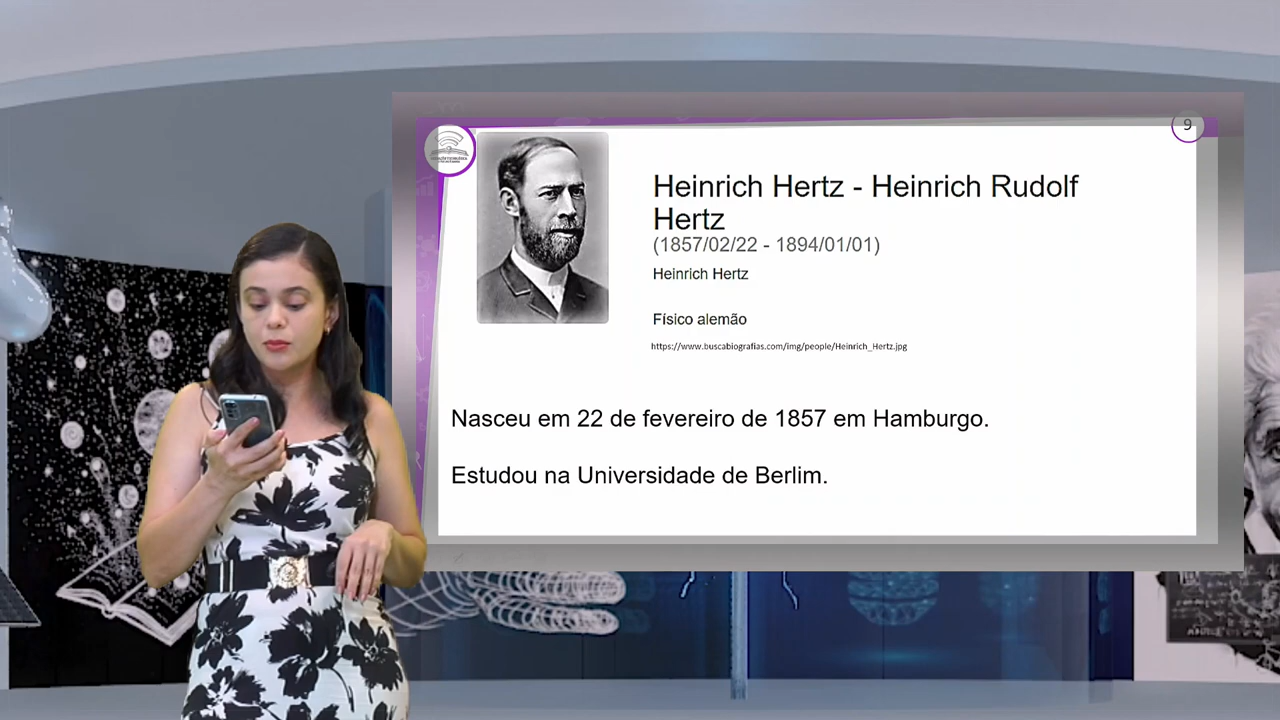 9
Heinrich Hertz - Heinrich Rudolf
Hertz
(1857/02/22 - 1894/01/01)
Heinrich Hertz
Físico alemão
https://www.buscabiografias.com/img/people/Heinrich_Hertz.jpg
Nasceu em 22 de fevereiro de 1857 em Hamburgo.
Estudou na Universidade de Berlim.